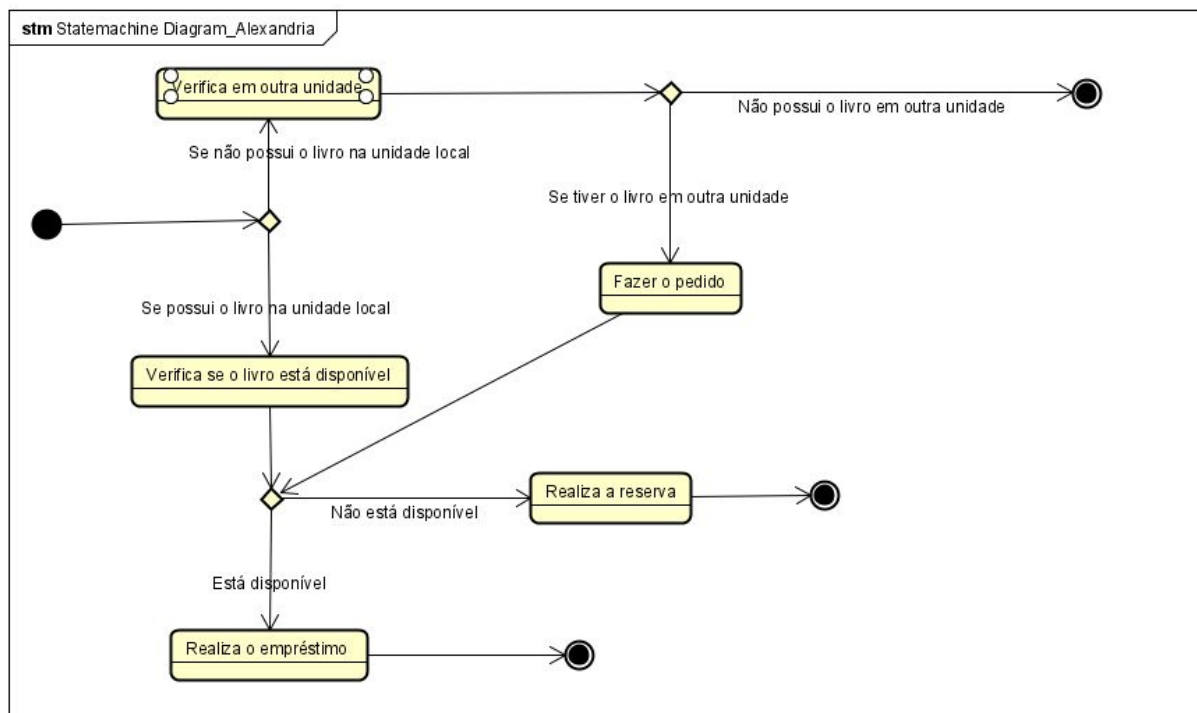 stm Statemachine Diagram_Alexandria
Verifica em outra unidade
Não possui o livro em outra unidade
Se não possui o livro na unidade local
Se tiver o livro em outra unidade
Fazer o pedido
Se possui o livro na unidade local
Verifica se o livro está disponível
Realiza a reserva
Não está disponível
Está disponível
Realiza o empréstimo